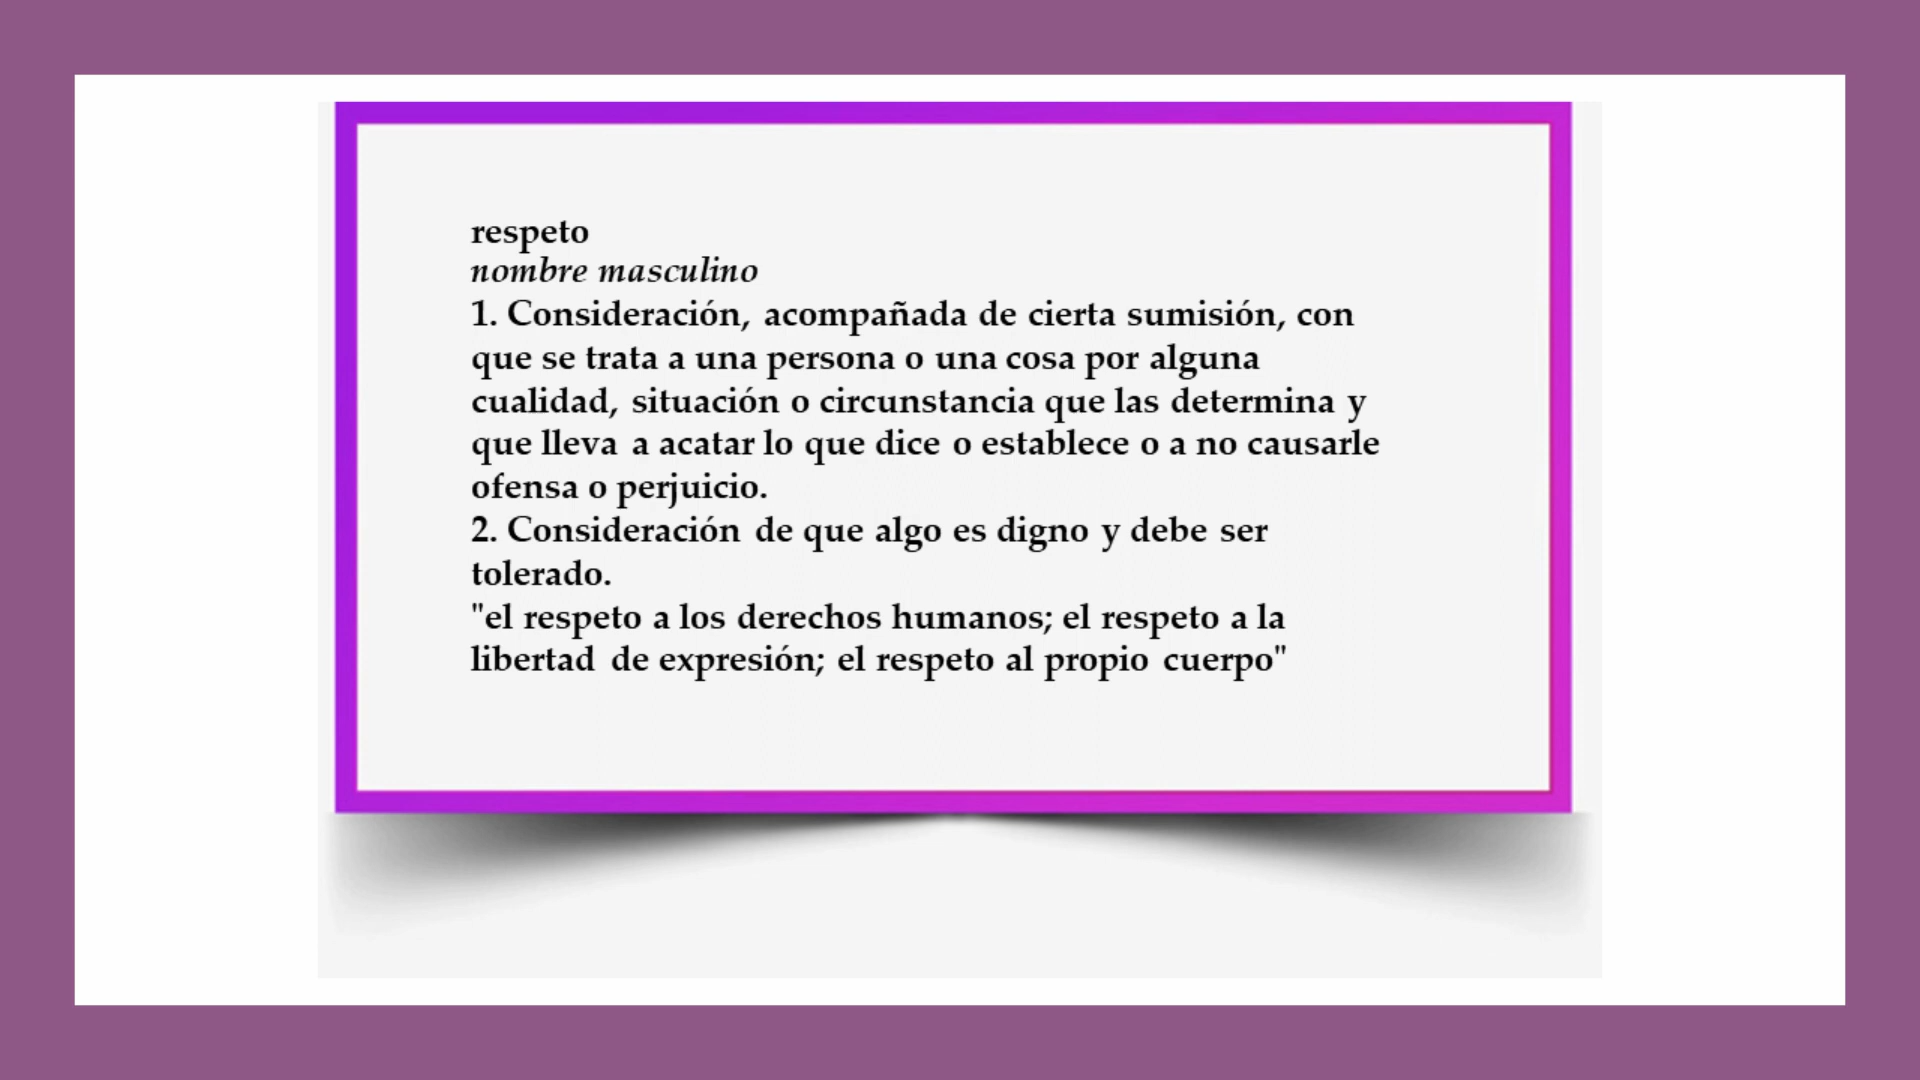 respeto
nombre masculino
1. Consideración, acompañada de cierta sumisión, con
que se trata a una persona o una cosa por alguna
cualidad, situación o circunstancia que las determina y
que lleva a acatar lo que dice o establece o a no causarle
ofensa o perjuicio.
2. Consideración de que algo es digno y debe ser
tolerado.
"el respeto a los derechos humanos; el respeto a la
libertad de expresión; el respeto al propio cuerpo"